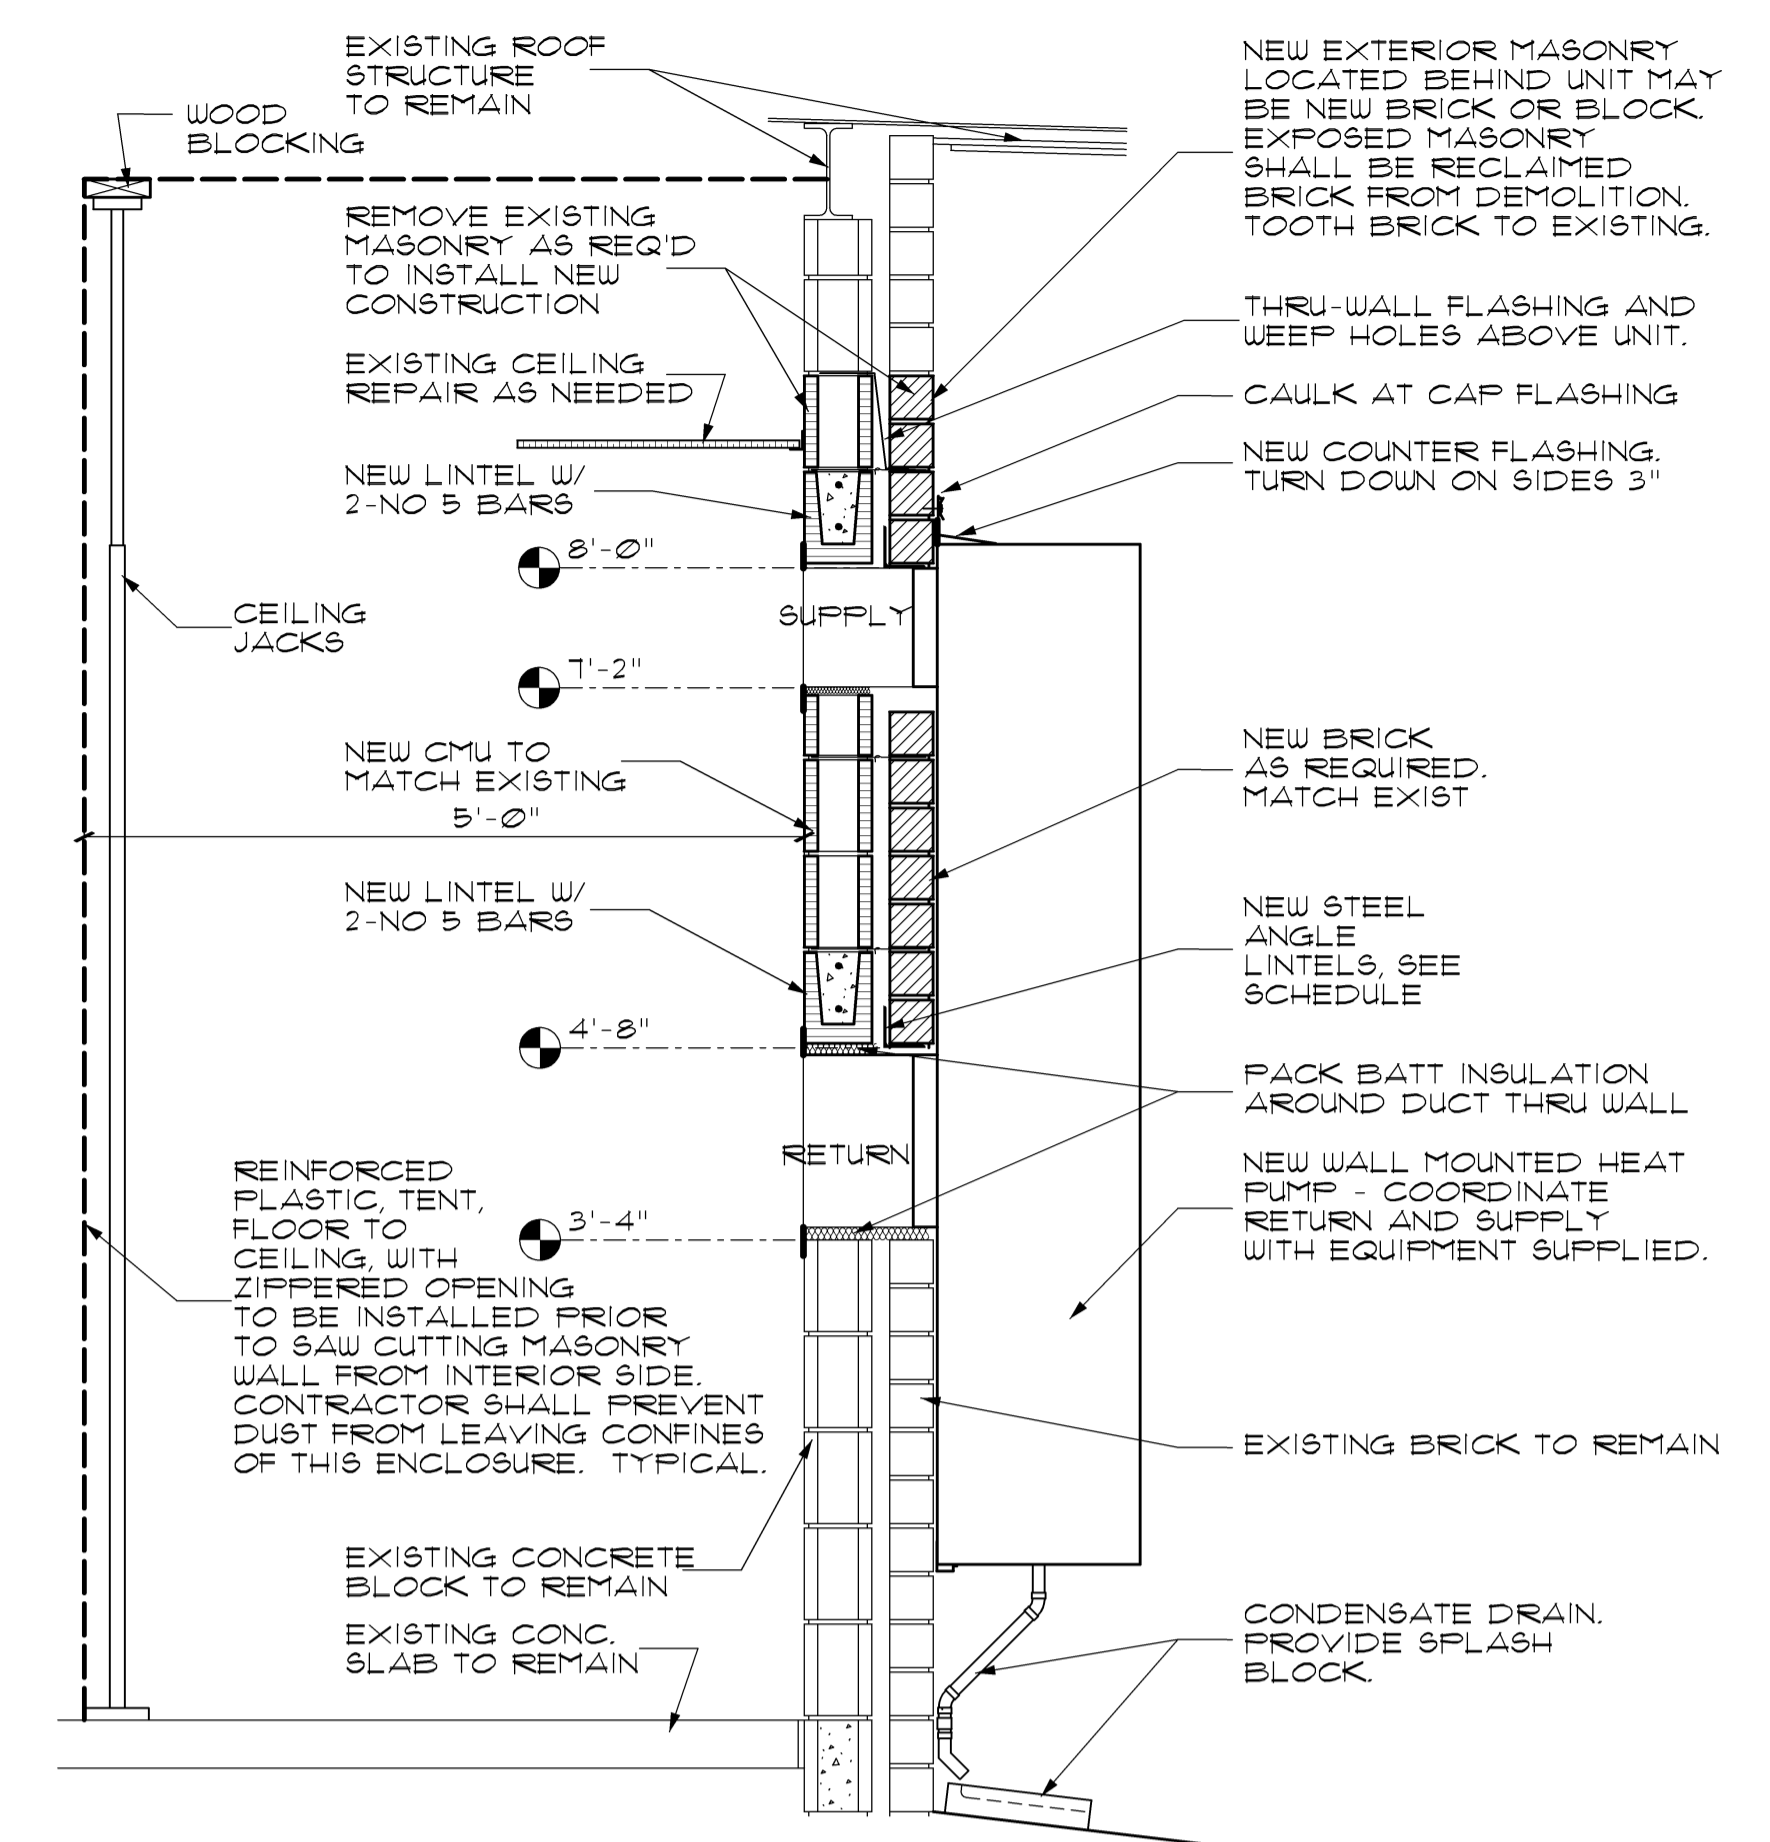 EXISTING ROOF
STRUCTURE
TO REMAIN
WOOD
BLOCKING
REMOVE EXISTING
MASONRY AS REQ'D
TO INSTALL NEW
CONSTRUCTION
EXISTING CEILING
REPAIR AS NEEDED
NEW LINTEL W/
2-NO 5 BARS
8'-0"
CEILING
JACKS
SUPPLY
7'-2"
NEW CMU TO
MATCH EXISTING
5'-0"
NEW LINTEL W/
2-NO 5 BARS
4'-8"
RETURN
3'-4"
REINFORCED
PLASTIC, TENT,
FLOOR TO
CEILING, WITH
ZIPPERED OPENING
TO BE INSTALLED PRIOR
TO SAW CUTTING MASONRY
WALL FROM INTERIOR SIDE.
CONTRACTOR SHALL PREVENT
DUST FROM LEAVING CONFINES
OF THIS ENCLOSURE. TYPICAL.
EXISTING CONCRETE
BLOCK TO REMAIN
EXISTING CONC.
SLAB TO REMAIN
NEW EXTERIOR MASONRY
LOCATED BEHIND UNIT MAY
BE NEW BRICK OR BLOCK.
EXPOSED MASONRY
SHALL BE RECLAIMED
BRICK FROM DEMOLITION.
TOOTH BRICK TO EXISTING.
THRU-WALL FLASHING AND
WEEP HOLES ABOVE UNIT.
CAULK AT CAP FLASHING
NEW COUNTER FLASHING.
TURN DOWN ON SIDES 3"
NEW BRICK
AS REQUIRED.
MATCH EXIST
NEW STEEL
ANGLE
LINTELS, SEE
SCHEDULE
PACK BATT INSULATION
AROUND DUCT THRU WALL
NEW WALL MOUNTED HEAT
PUMP - COORDINATE
RETURN AND SUPPLY
WITH EQUIPMENT SUPPLIED.
EXISTING BRICK TO REMAIN
CONDENSATE DRAIN.
PROVIDE SPLASH
BLOCK.